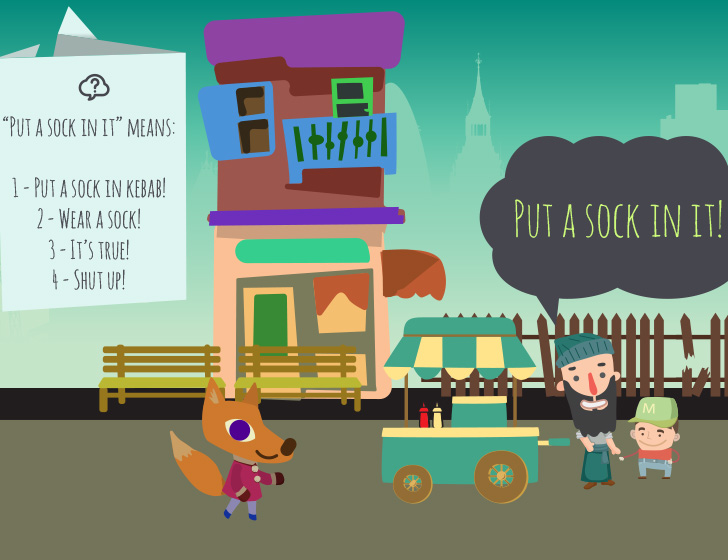 "Put a sock in it" means:
1 - Put a sock in kebab!
2 - Wear a sock!
3 - It's true!
4 - Shut up!
Put a sock in it!
M